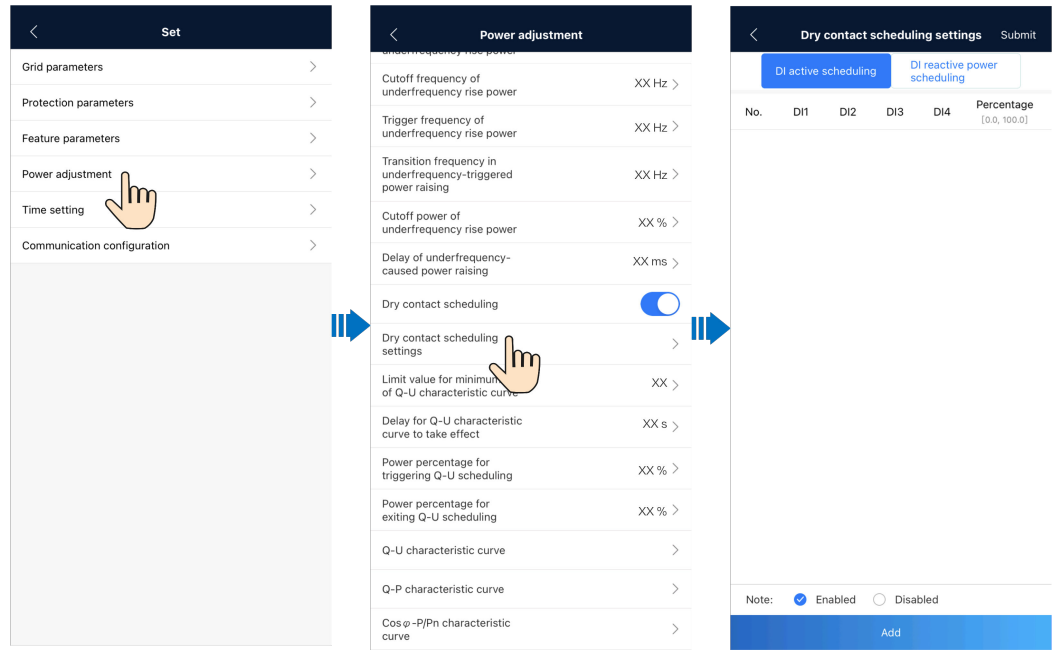 Set
Grid parameters
Protection parameters
Feature parameters
Power adjustment
Time setting
Communication configuration
Power adjustment
underfrequency rise power
Cutoff frequency of
underfrequency rise power
XX Hz
Trigger frequency of
underfrequency rise power
XX Hz
Transition frequency in
underfrequency-triggered
power raising
XX Hz
Cutoff power of
underfrequency rise power
XX %
Delay of underfrequency-
caused power raising
XX ms
Dry contact scheduling
Dry contact scheduling
settings
Limit value for minimum
of Q-U characteristic curve
XX
Delay for Q-U characteristic
curve to take effect
XX s
Power percentage for
triggering Q-U scheduling
XX %
Power percentage for
exiting Q-U scheduling
XX %
Q-U characteristic curve
Q-P characteristic curve
Cosφ-P/Pn characteristic
curve
Dry contact scheduling settings Submit
DI active scheduling
DI reactive power
scheduling
No. DI1 DI2 DI3 DI4 Percentage
[0.0, 100.0]
Note: Enabled Disabled
Add